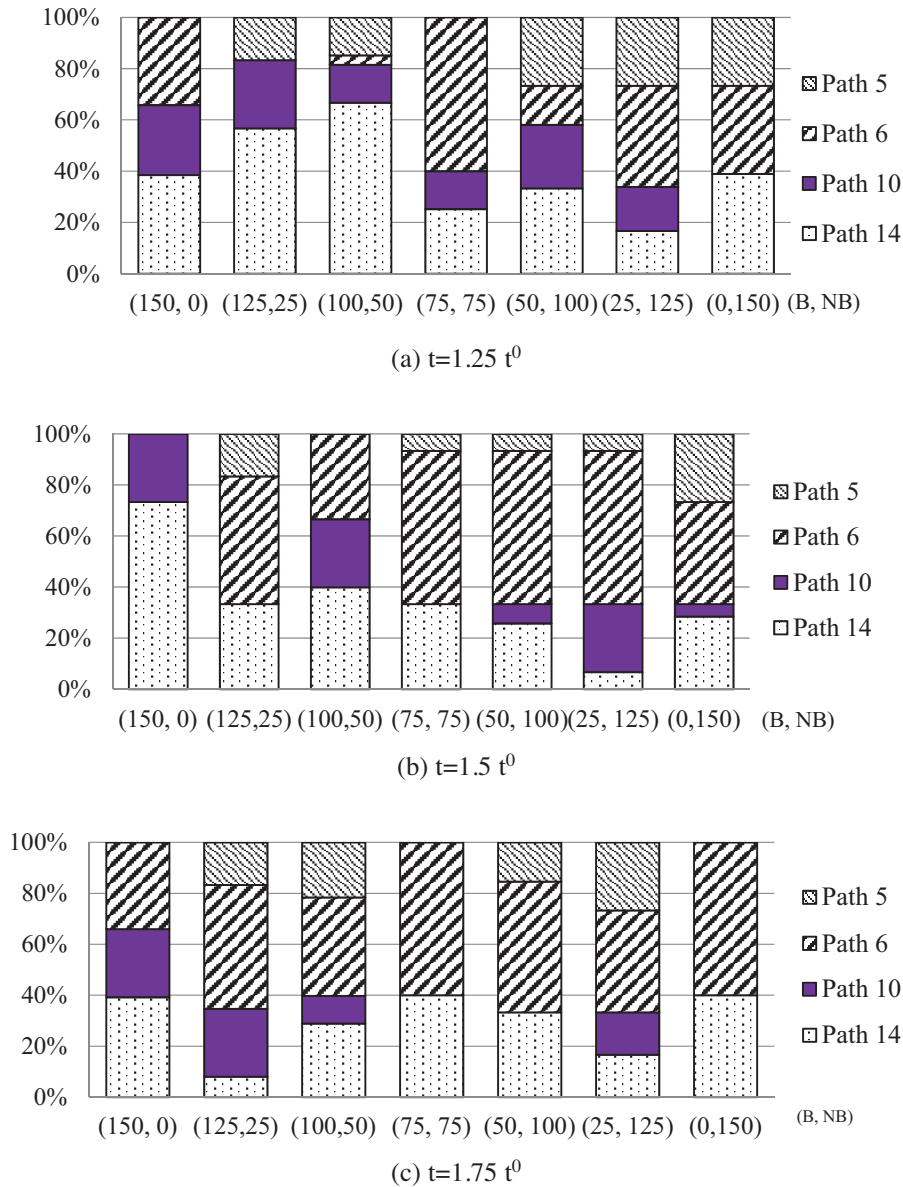 100%
80%
60%
40%
20%
0%
Path 5
Path 6
Path 10
Path 14
(150, 0) (125,25) (100,50) (75, 75) (50, 100) (25, 125) (0,150) (B, NB)
(a) t=1.25 t⁰
100%
80%
60%
40%
20%
0%
Path 5
Path 6
Path 10
Path 14
(150, 0) (125,25) (100,50) (75, 75) (50, 100) (25, 125) (0,150) (B, NB)
(b) t=1.5 t⁰
100%
80%
60%
40%
20%
0%
Path 5
Path 6
Path 10
Path 14
(150, 0) (125,25) (100,50) (75, 75) (50, 100) (25, 125) (0,150) (B, NB)
(c) t=1.75 t⁰